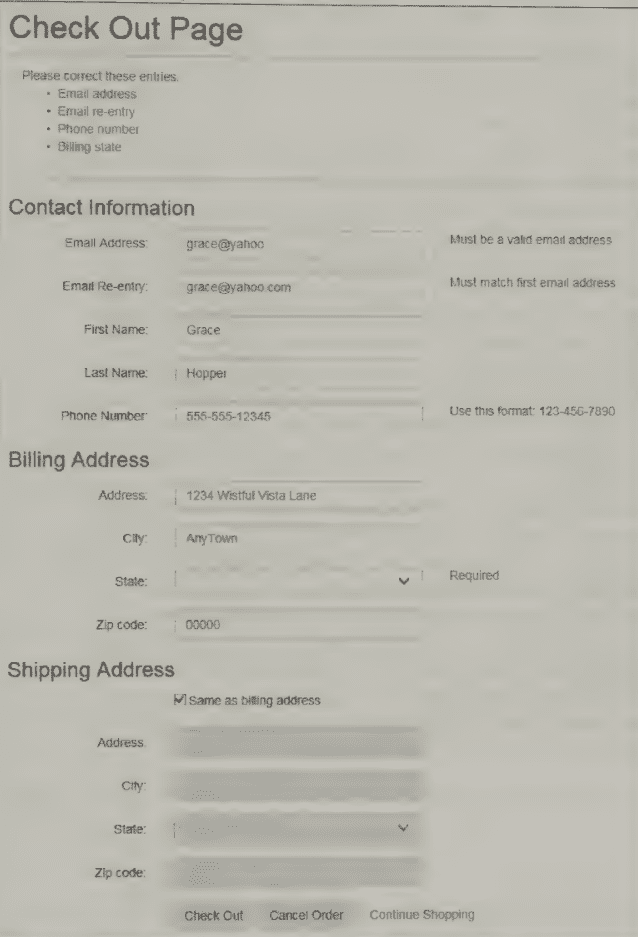 Check Out Page
Please correct these entries.
• Email address
• Email re-entry
• Phone number
• Billing state
Contact Information
Email Address: grace@yahoo Must be a valid email address
Email Re-entry: grace@yahoo.com Must match first email address
First Name: Grace
Last Name: Hopper
Phone Number: 555-555-12345 Use this format: 123-456-7890
Billing Address
Address: 1234 Wistful Vista Lane
City: AnyTown
State: Required
Zip code: 00000
Shipping Address
Same as billing address
Address:
City:
State:
Zip code:
Check Out Cancel Order Continue Shopping